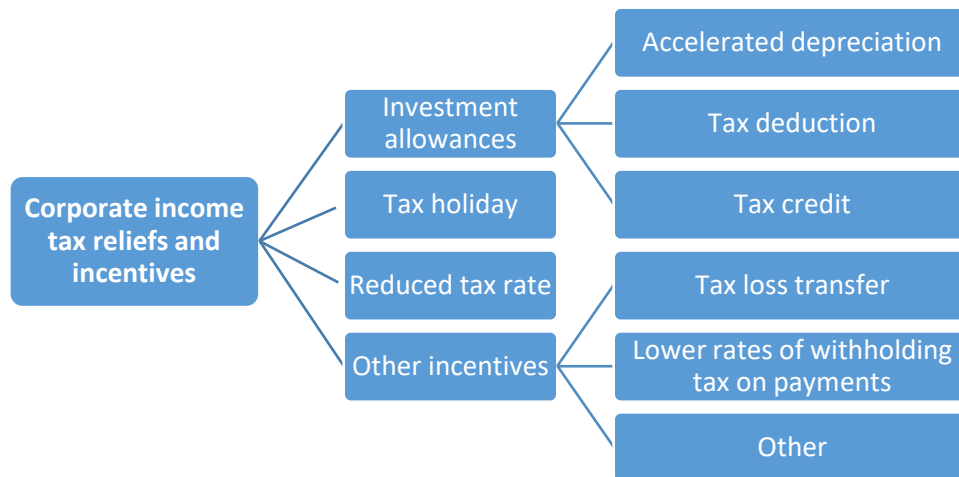 Corporate income
tax reliefs and
incentives
Investment
allowances
Accelerated depreciation
Tax deduction
Tax credit
Tax holiday
Reduced tax rate
Other incentives
Tax loss transfer
Lower rates of withholding
tax on payments
Other